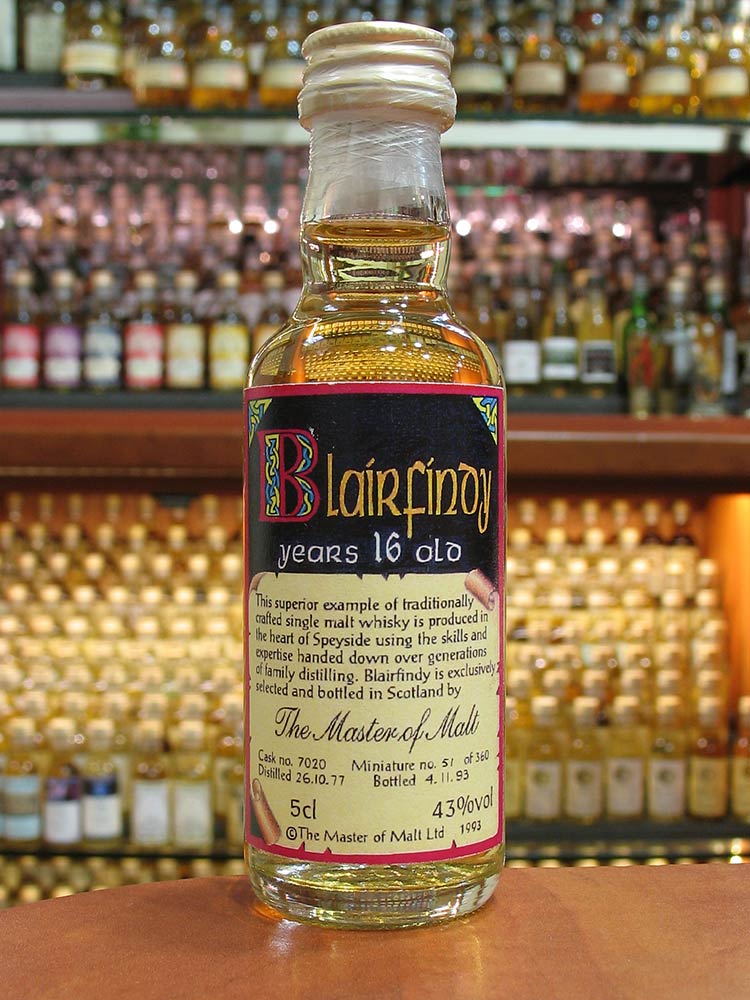 Blairfindy
years 16 old
This superior example of traditionally
crafted single malt whisky is produced in
the heart of Speyside using the skills and
expertise handed down over generations
of family distilling. Blairfindy is exclusively
selected and bottled in Scotland by
The Master of Malt
Cask no. 7020 Miniature no. 51 of 360
Distilled 26.10.77 Bottled 4.11.93
5cl 43%vol
©The Master of Malt Ltd 1993